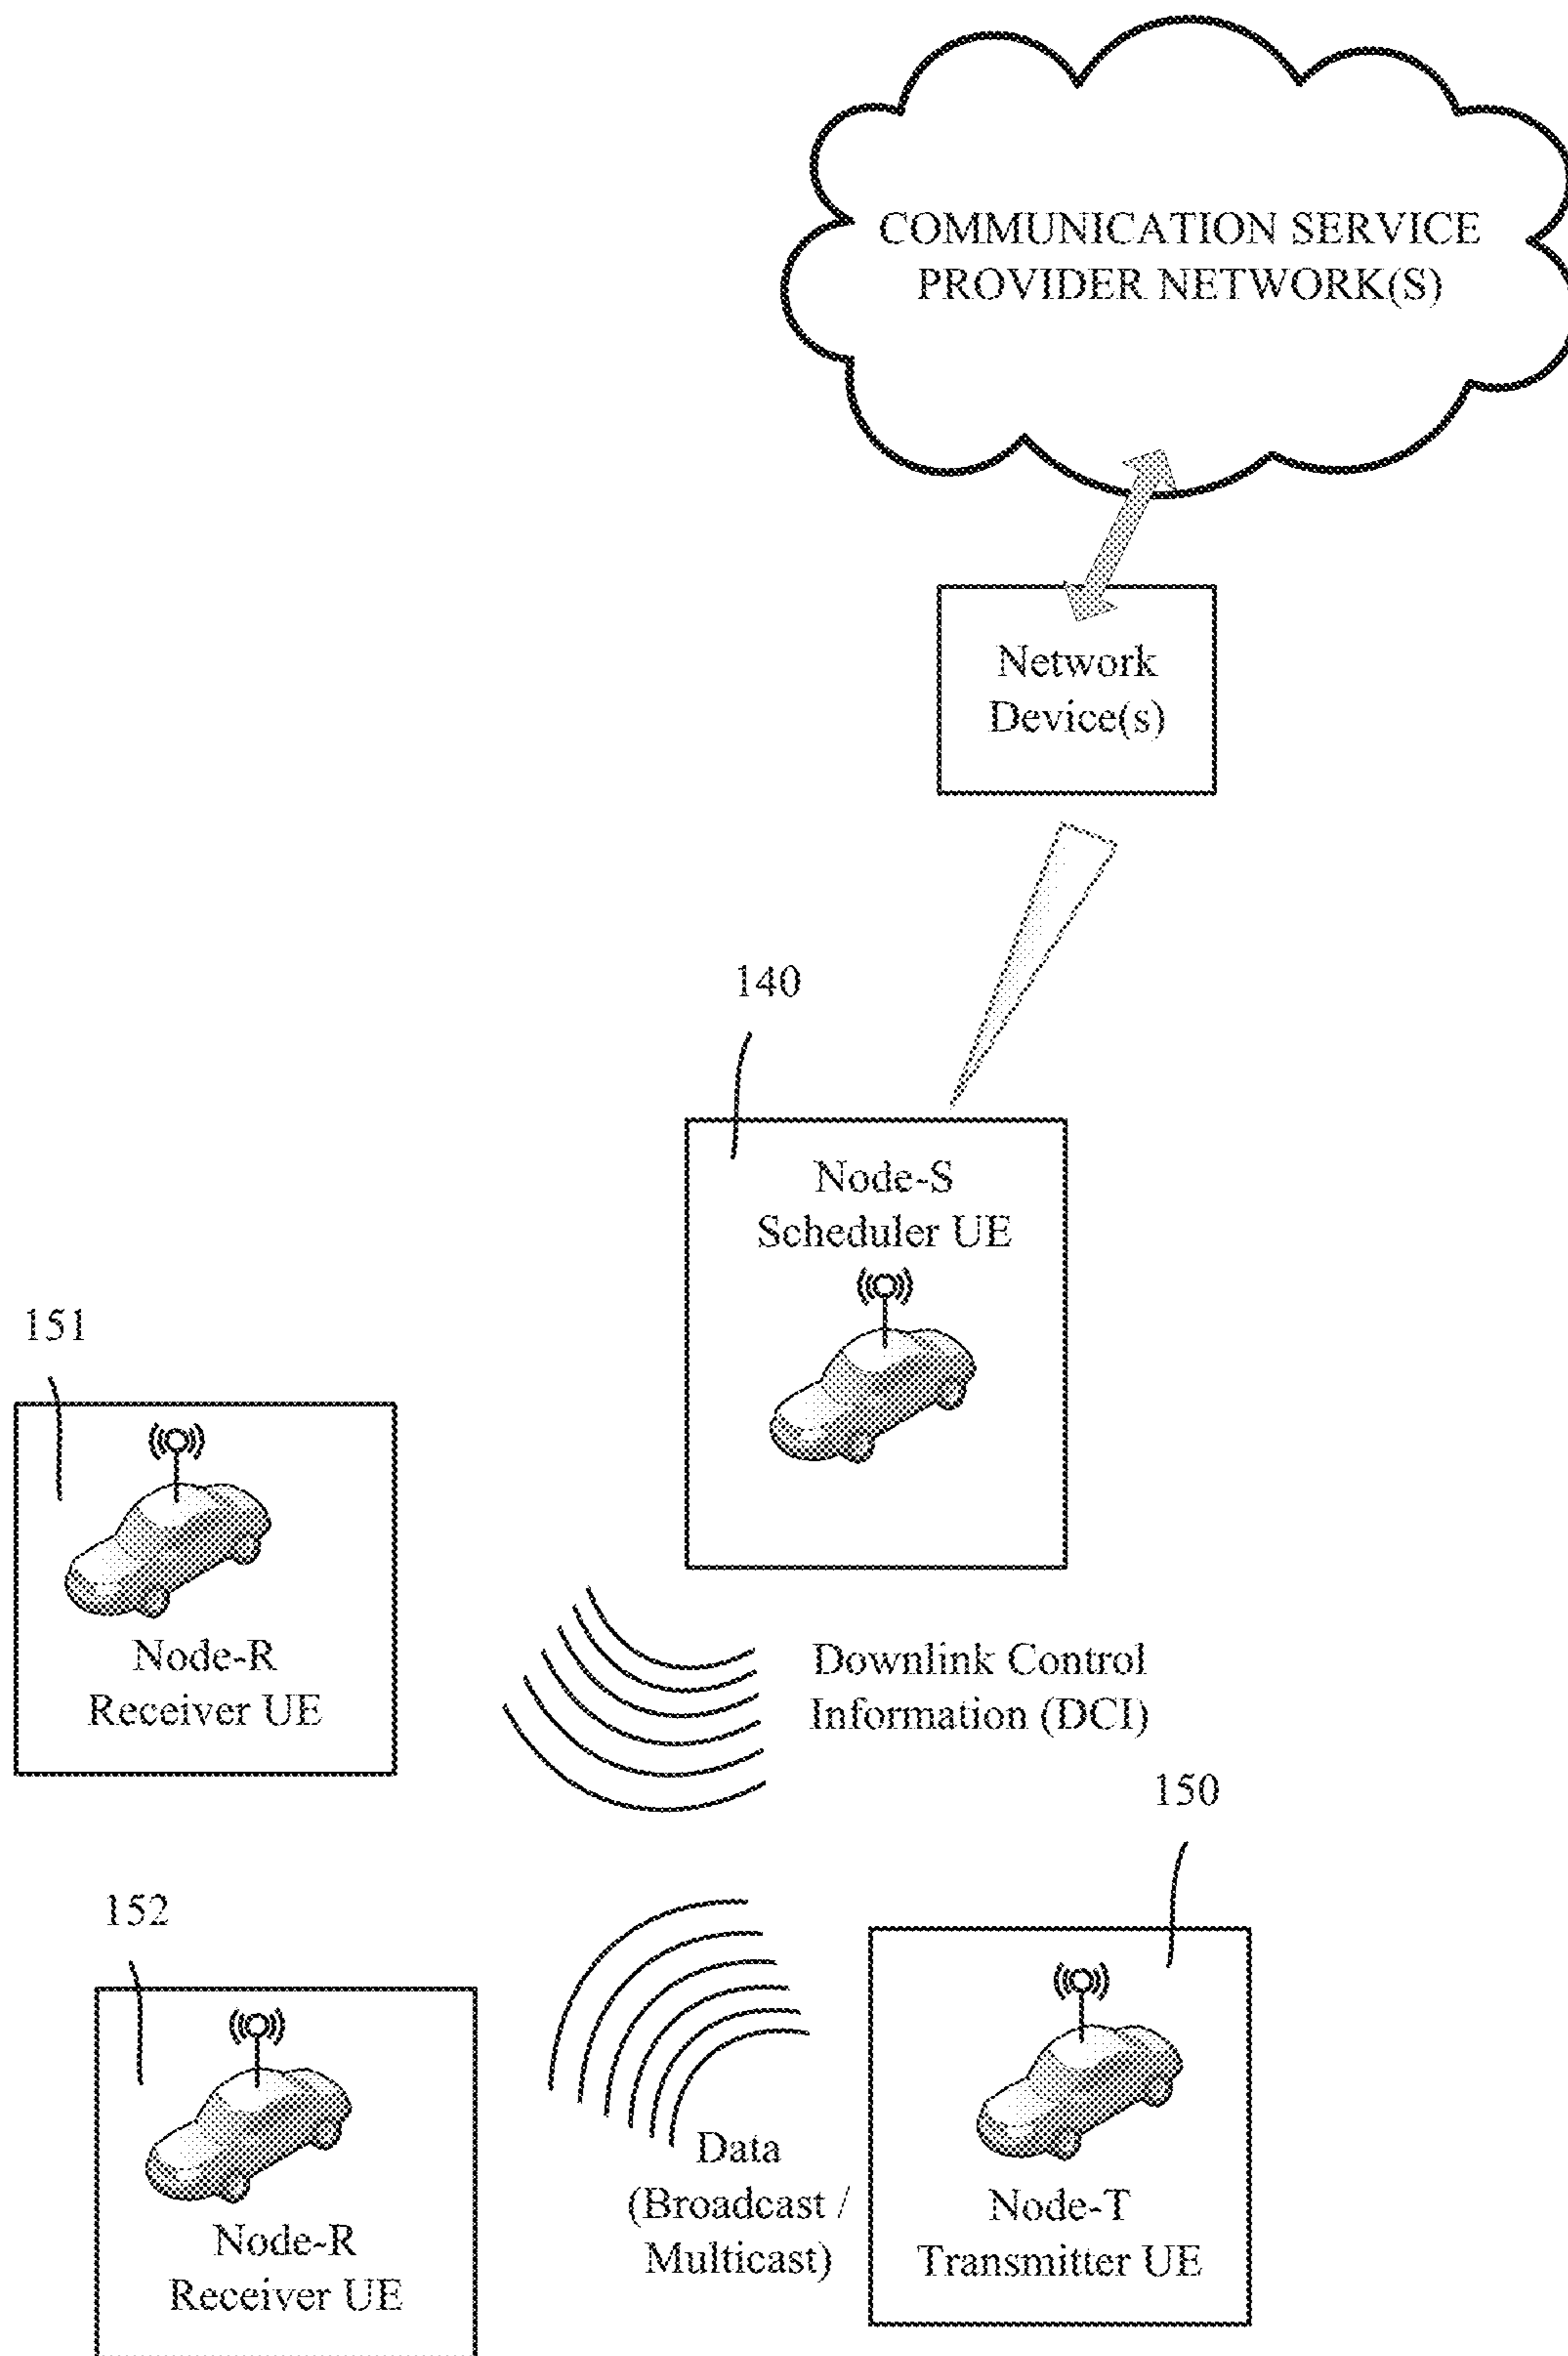 COMMUNICATION SERVICE
PROVIDER NETWORK(S)
Network
Device(s)
140
Node-S
Scheduler UE
151
Node-R
Receiver UE
Downlink Control
Information (DCI)
150
152
Node-R
Receiver UE
Data
(Broadcast /
Multicast)
Node-T
Transmitter UE